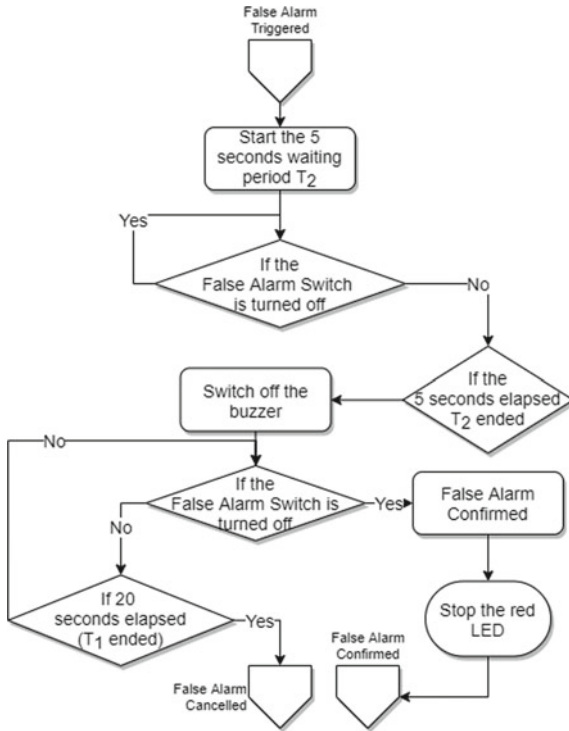 False Alarm
Triggered
Start the 5
seconds waiting
period T2
Yes
If the
False Alarm Switch
is turned off
No
If the
5 seconds elapsed
T2 ended
Switch off the
buzzer
No
If the
False Alarm Switch is
turned off
Yes
False Alarm
Confirmed
No
If 20
seconds elapsed
(T1 ended)
Yes
Stop the red
LED
False Alarm
Confirmed
False Alarm
Cancelled